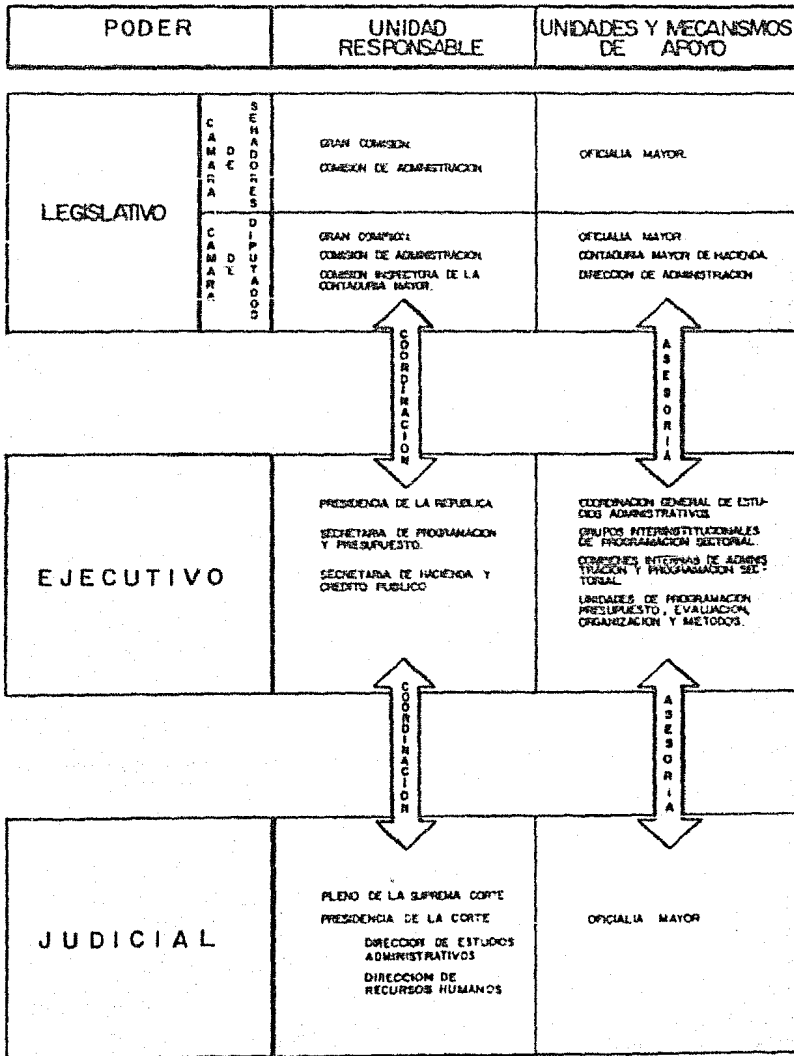 PODER
UNIDAD
RESPONSABLE
UNIDADES Y MECANISMOS
DE APOYO
LEGISLATIVO
CAMARA
DE
SENADORES
GRAN COMISION.
COMISION DE ADMINISTRACION
OFICIALIA MAYOR.
CAMARA
DE
DIPUTADOS
GRAN COMISION.
COMISION DE ADMINISTRACION.
COMISION INSPECTORA DE LA
CONTADURIA MAYOR.
OFICIALIA MAYOR
CONTADURIA MAYOR DE HACIENDA.
DIRECCION DE ADMINISTRACION
COORDINACION
ASESORIA
EJECUTIVO
PRESIDENCIA DE LA REPUBLICA
SECRETARIA DE PROGRAMACION
Y PRESUPUESTO.
SECRETARIA DE HACIENDA Y
CREDITO PUBLICO
COORDINACION GENERAL DE ESTU-
DIOS ADMINISTRATIVOS
GRUPOS INTERINSTITUCIONALES
DE PROGRAMACION SECTORIAL.
COMISIONES INTERNAS DE ADMINIS
TRACION Y PROGRAMACION SEC-
TORIAL
UNIDADES DE PROGRAMACION
PRESUPUESTO, EVALUACION,
ORGANIZACION Y METODOS.
COORDINACION
ASESORIA
JUDICIAL
PLENO DE LA SUPREMA CORTE
PRESIDENCIA DE LA CORTE
DIRECCION DE ESTUDIOS
ADMINISTRATIVOS
DIRECCION DE
RECURSOS HUMANOS
OFICIALIA MAYOR